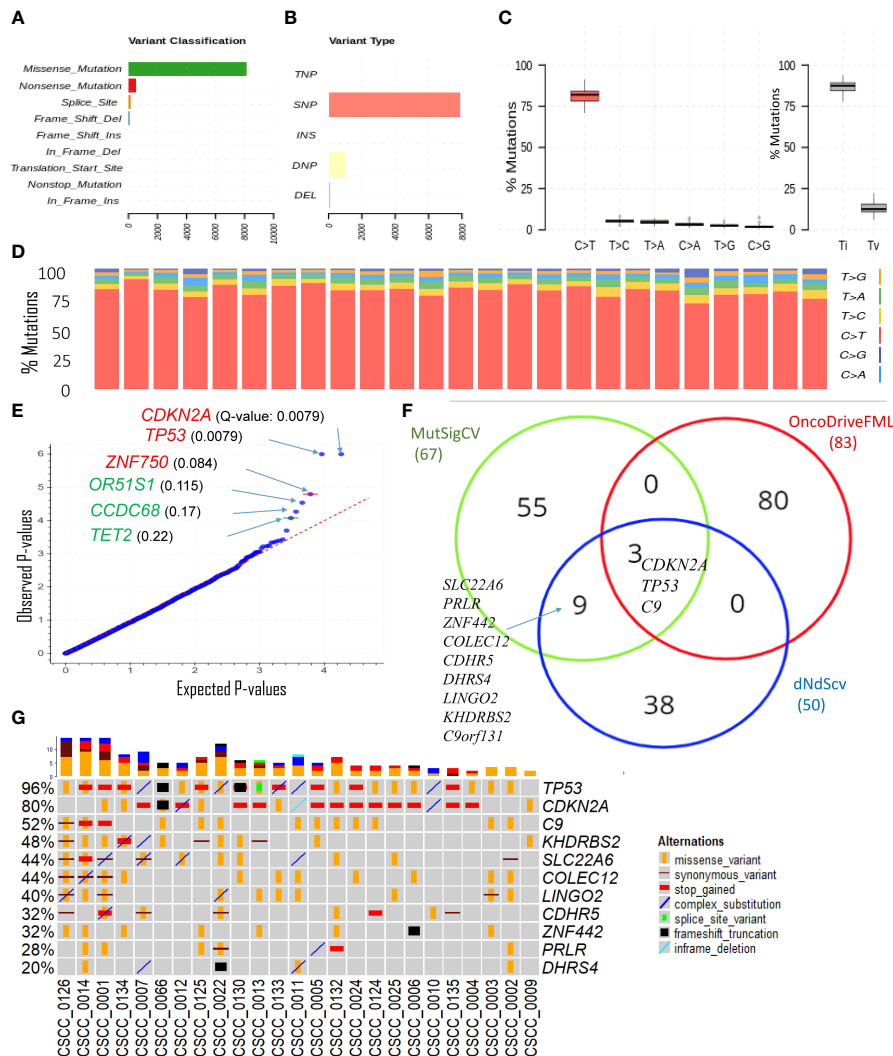 A
Variant Classification
Missense_Mutation
Nonsense_Mutation
Splice_Site
Frame_Shift_Del
Frame_Shift_Ins
In_Frame_Del
Translation_Start_Site
Nonstop_Mutation
In_Frame_Ins
0
2000
4000
6000
8000
10000
B
Variant Type
TNP
SNP
INS
DNP
DEL
0
2000
4000
6000
8000
C
% Mutations
100
75
50
25
0
C>T
T>C
T>A
C>A
T>G
C>G
% Mutations
100
75
50
25
0
Ti
Tv
D
% Mutations
100
75
50
25
0
T>G
T>A
T>C
C>T
C>G
C>A
E
CDKN2A (Q-value: 0.0079)
TP53 (0.0079)
ZNF750 (0.084)
OR51S1 (0.115)
CCDC68 (0.17)
TET2 (0.22)
Observed P-values
6
5
4
3
2
1
0
0
1
2
3
4
Expected P-values
F
MutSigCV
(67)
OncoDriveFML
(83)
dNdScv
(50)
55
0
80
3
CDKN2A
TP53
C9
9
0
38
SLC22A6
PRLR
ZNF442
COLEC12
CDHR5
DHRS4
LINGO2
KHDRBS2
C9orf131
G
10
5
0
96% TP53
80% CDKN2A
52% C9
48% KHDRBS2
44% SLC22A6
44% COLEC12
40% LINGO2
32% CDHR5
32% ZNF442
28% PRLR
20% DHRS4
CSCC_0126
CSCC_0014
CSCC_0001
CSCC_0134
CSCC_0007
CSCC_0066
CSCC_0012
CSCC_0125
CSCC_0022
CSCC_0130
CSCC_0013
CSCC_0133
CSCC_0011
CSCC_0005
CSCC_0132
CSCC_0024
CSCC_0124
CSCC_0025
CSCC_0006
CSCC_0010
CSCC_0135
CSCC_0004
CSCC_0003
CSCC_0002
CSCC_0009
Alternations
missense_variant
synonymous_variant
stop_gained
complex_substitution
splice_site_variant
frameshift_truncation
inframe_deletion